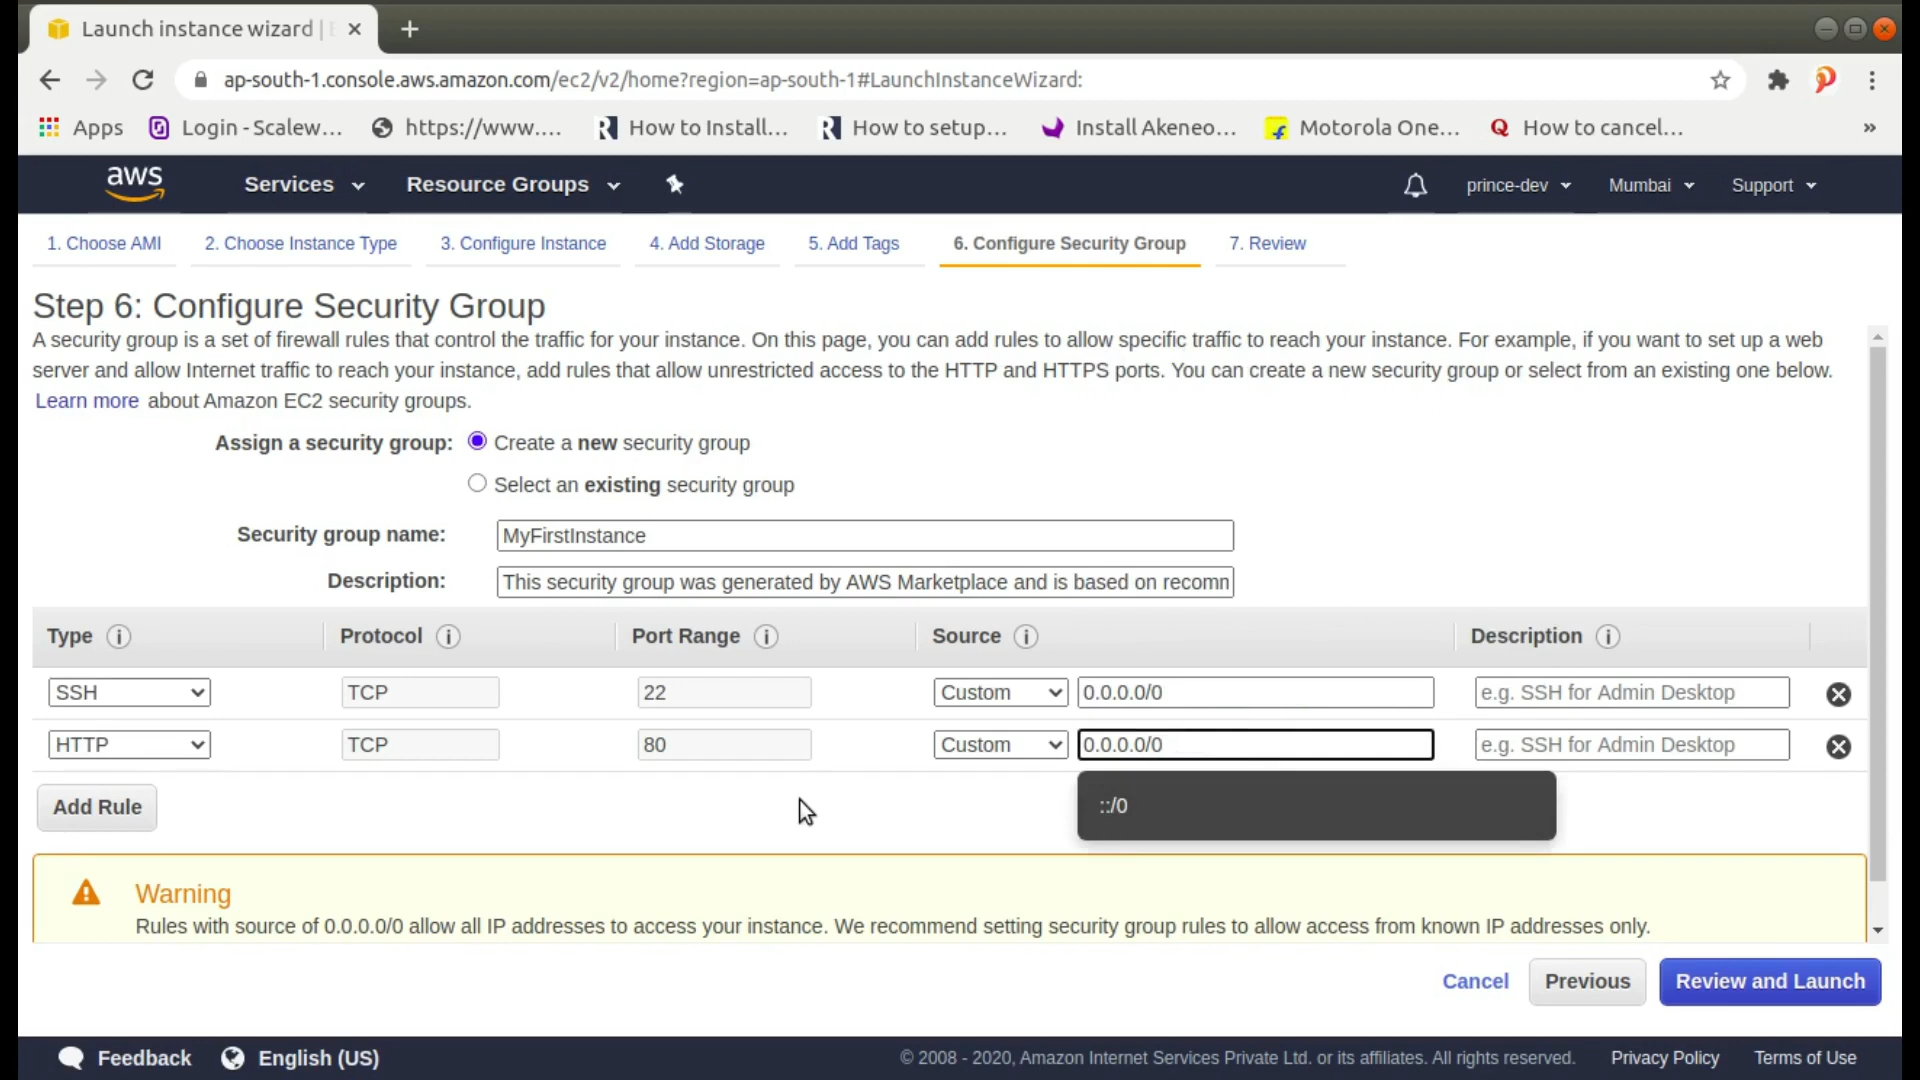 Launch instance wizard |
ap-south-1.console.aws.amazon.com/ec2/v2/home?region=ap-south-1#LaunchInstanceWizard:
Apps Login - Scalew... https://www.... How to Install... How to setup... Install Akeneo... Motorola One... How to cancel... »
aws Services Resource Groups prince-dev Mumbai Support
1. Choose AMI 2. Choose Instance Type 3. Configure Instance 4. Add Storage 5. Add Tags 6. Configure Security Group 7. Review
Step 6: Configure Security Group
A security group is a set of firewall rules that control the traffic for your instance. On this page, you can add rules to allow specific traffic to reach your instance. For example, if you want to set up a web
server and allow Internet traffic to reach your instance, add rules that allow unrestricted access to the HTTP and HTTPS ports. You can create a new security group or select from an existing one below.
Learn more about Amazon EC2 security groups.
Assign a security group: Create a new security group
Select an existing security group
Security group name: MyFirstInstance
Description: This security group was generated by AWS Marketplace and is based on recomn
Type Protocol Port Range Source Description
SSH TCP 22 Custom 0.0.0.0/0 e.g. SSH for Admin Desktop
HTTP TCP 80 Custom 0.0.0.0/0 e.g. SSH for Admin Desktop
Add Rule ::/0
Warning
Rules with source of 0.0.0.0/0 allow all IP addresses to access your instance. We recommend setting security group rules to allow access from known IP addresses only.
Cancel Previous Review and Launch
Feedback English (US) © 2008 - 2020, Amazon Internet Services Private Ltd. or its affiliates. All rights reserved. Privacy Policy Terms of Use